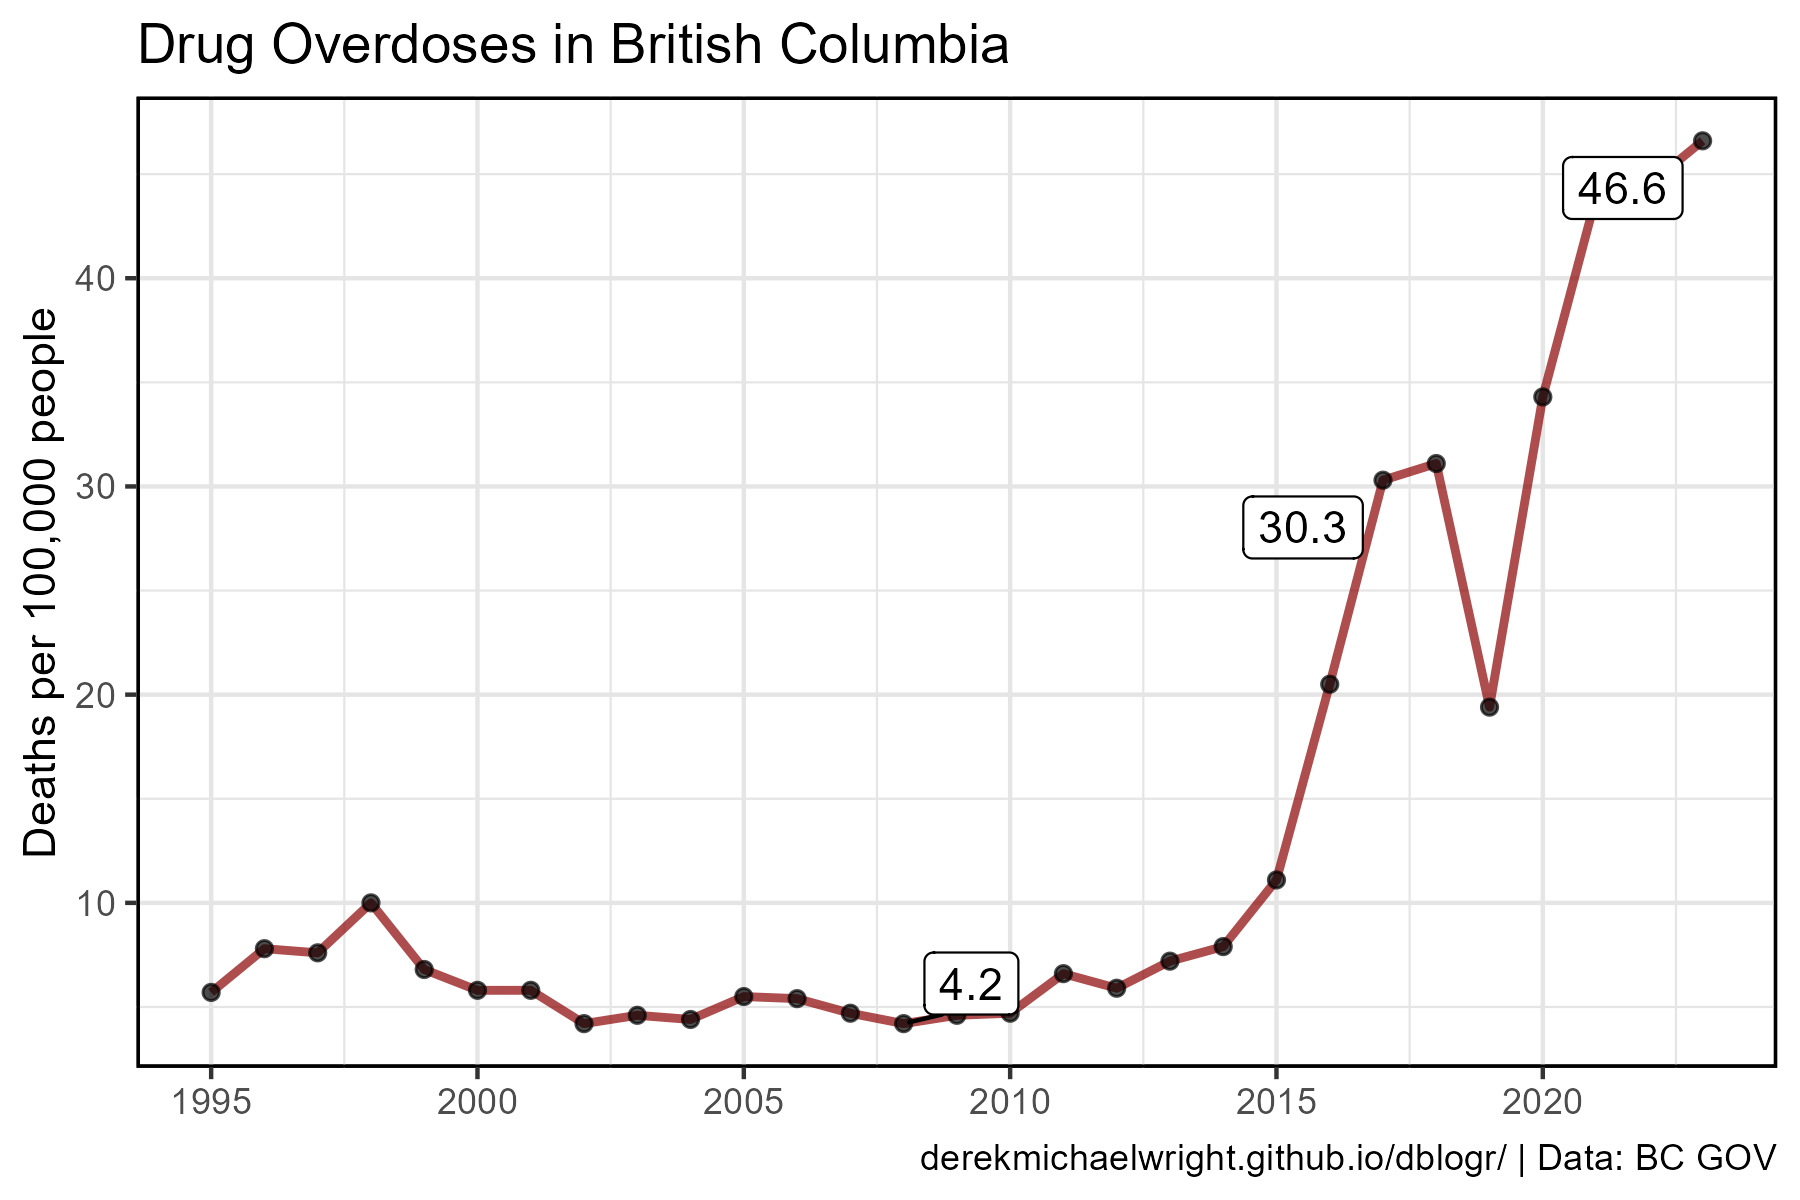 Drug Overdoses in British Columbia
Deaths per 100,000 people
40
30
20
10
46.6
30.3
4.2
1995 2000 2005 2010 2015 2020
derekmichaelwright.github.io/dblogr/ | Data: BC GOV